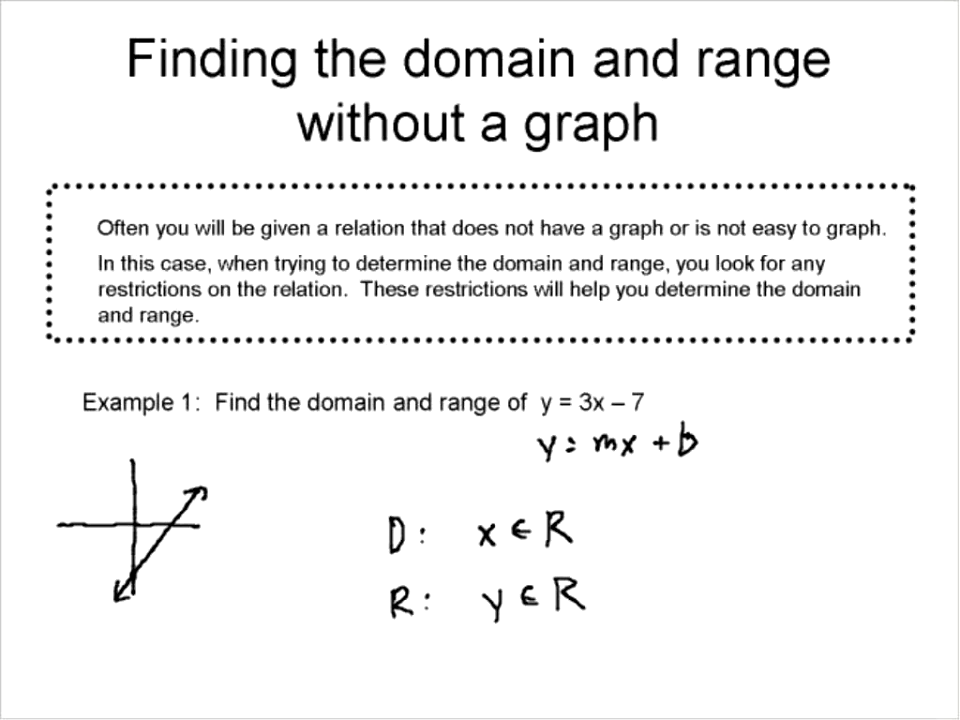 Finding the domain and range
without a graph
Often you will be given a relation that does not have a graph or is not easy to graph.
In this case, when trying to determine the domain and range, you look for any
restrictions on the relation. These restrictions will help you determine the domain
and range.
Example 1: Find the domain and range of y = 3x – 7
y = mx + b
D: x ∈ R
R: y ∈ R